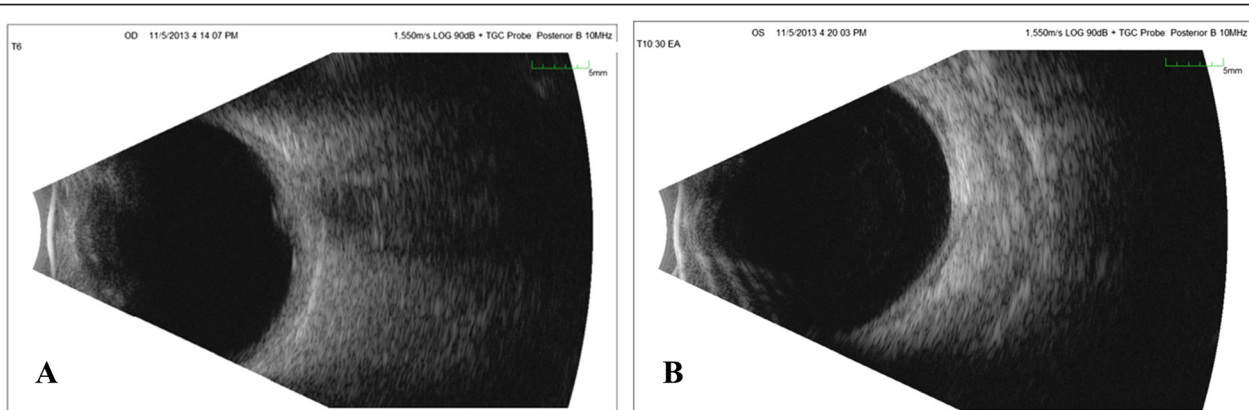 OD 11/5/2013 4 14:07 PM 1,550m/s LOG 90dB + TGC Probe Posterior B 10MHz
T6
5mm
A
OS 11/5/2013 4 20:03 PM 1,550m/s LOG 90dB + TGC Probe Posterior B 10MHz
T10:30 EA
5mm
B